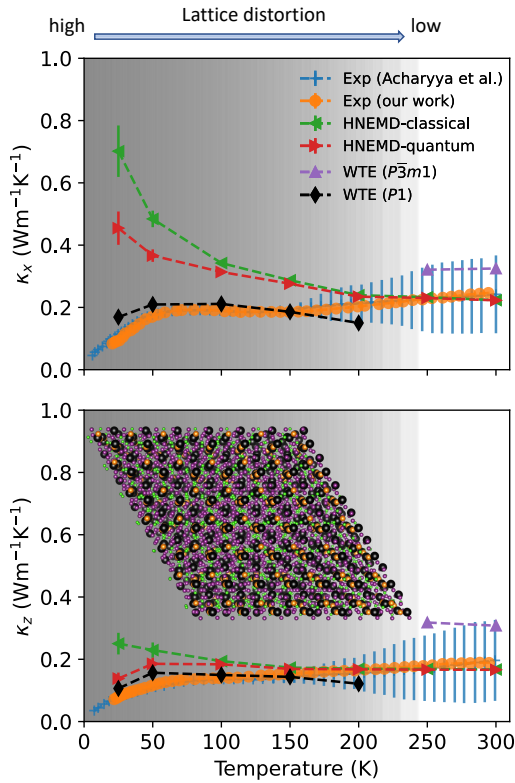 Lattice distortion
high
low
1.0
0.8
0.6
0.4
0.2
0.0
κx (Wm⁻¹K⁻¹)
Exp (Acharyya et al.)
Exp (our work)
HNEMD-classical
HNEMD-quantum
WTE (P3̅m1)
WTE (P1)
1.0
0.8
0.6
0.4
0.2
0.0
κz (Wm⁻¹K⁻¹)
0 50 100 150 200 250 300
Temperature (K)